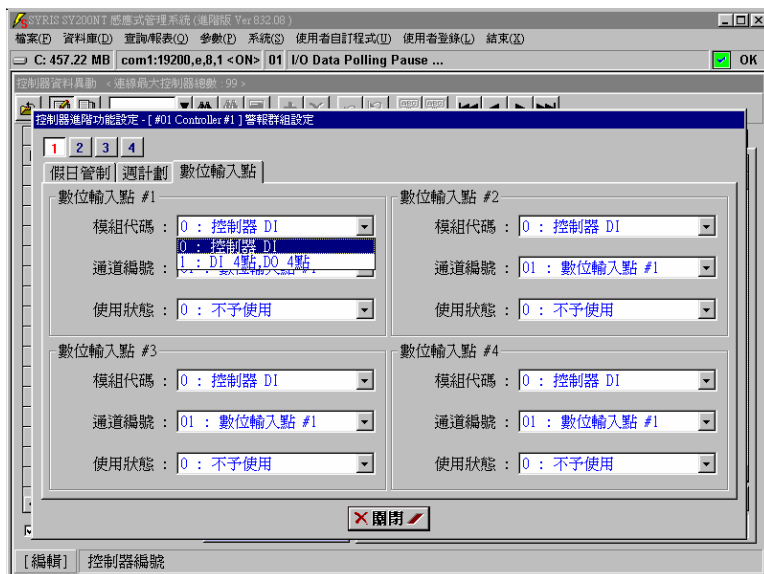 SYRIS SY200NT 感應式管理系統 (進階版 Ver 832.08 )
檔案(F) 資料庫(D) 查詢/報表(Q) 參數(P) 系統(S) 使用者自訂程式(U) 使用者登錄(L) 結束(X)
C: 457.22 MB com1:19200,e,8,1 <ON> 01 I/O Data Polling Pause ... OK
控制器資料異動 < 連線最大控制器總數 : 99 >
控制器進階功能設定 - [ #01 Controller #1 ] 警報群組設定
1 2 3 4
假日管制 週計劃 數位輸入點
數位輸入點 #1 數位輸入點 #2
模組代碼 : 0 : 控制器 DI 模組代碼 : 0 : 控制器 DI
0 : 控制器 DI
1 : DI 4點,DO 4點
通道編號 : 通道編號 : 01 : 數位輸入點 #1
使用狀態 : 0 : 不予使用 使用狀態 : 0 : 不予使用
數位輸入點 #3 數位輸入點 #4
模組代碼 : 0 : 控制器 DI 模組代碼 : 0 : 控制器 DI
通道編號 : 01 : 數位輸入點 #1 通道編號 : 01 : 數位輸入點 #1
使用狀態 : 0 : 不予使用 使用狀態 : 0 : 不予使用
關閉
[編輯] 控制器編號